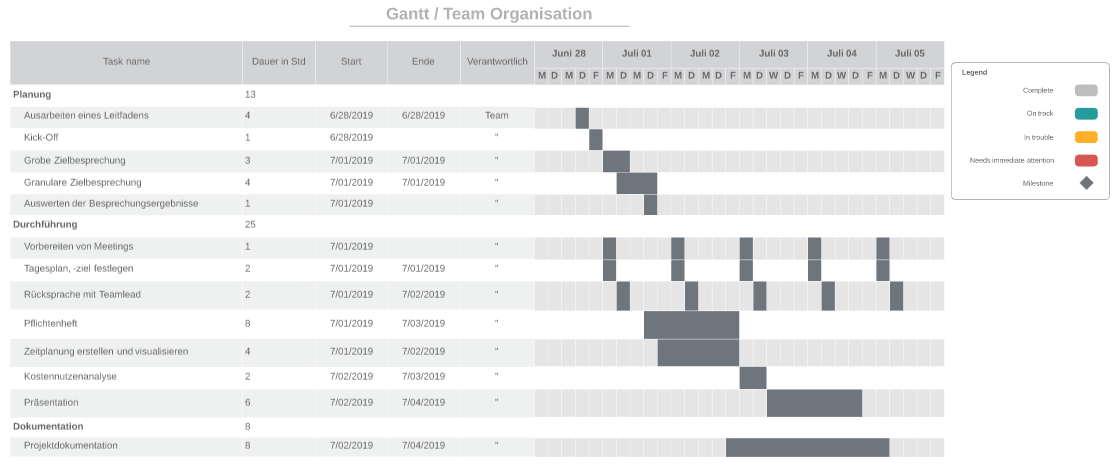 Gantt / Team Organisation
Task name Dauer in Std Start Ende Verantwortlich Juni 28 Juli 01 Juli 02 Juli 03 Juli 04 Juli 05
M D M D F M D M D F M D M D F M D W D F M D W D F M D W D F
Planung 13
Ausarbeiten eines Leitfadens 4 6/28/2019 6/28/2019 Team
Kick-Off 1 6/28/2019 "
Grobe Zielbesprechung 3 7/01/2019 7/01/2019 "
Granulare Zielbesprechung 4 7/01/2019 7/01/2019 "
Auswerten der Besprechungsergebnisse 1 7/01/2019 "
Durchführung 25
Vorbereiten von Meetings 1 7/01/2019 "
Tagesplan, -ziel festlegen 2 7/01/2019 7/01/2019 "
Rücksprache mit Teamlead 2 7/01/2019 7/02/2019 "
Pflichtenheft 8 7/01/2019 7/03/2019 "
Zeitplanung erstellen und visualisieren 4 7/01/2019 7/02/2019 "
Kostennutzenanalyse 2 7/02/2019 7/03/2019 "
Präsentation 6 7/02/2019 7/04/2019 "
Dokumentation 8
Projektdokumentation 8 7/02/2019 7/04/2019 "
Legend
Complete
On track
In trouble
Needs immediate attention
Milestone